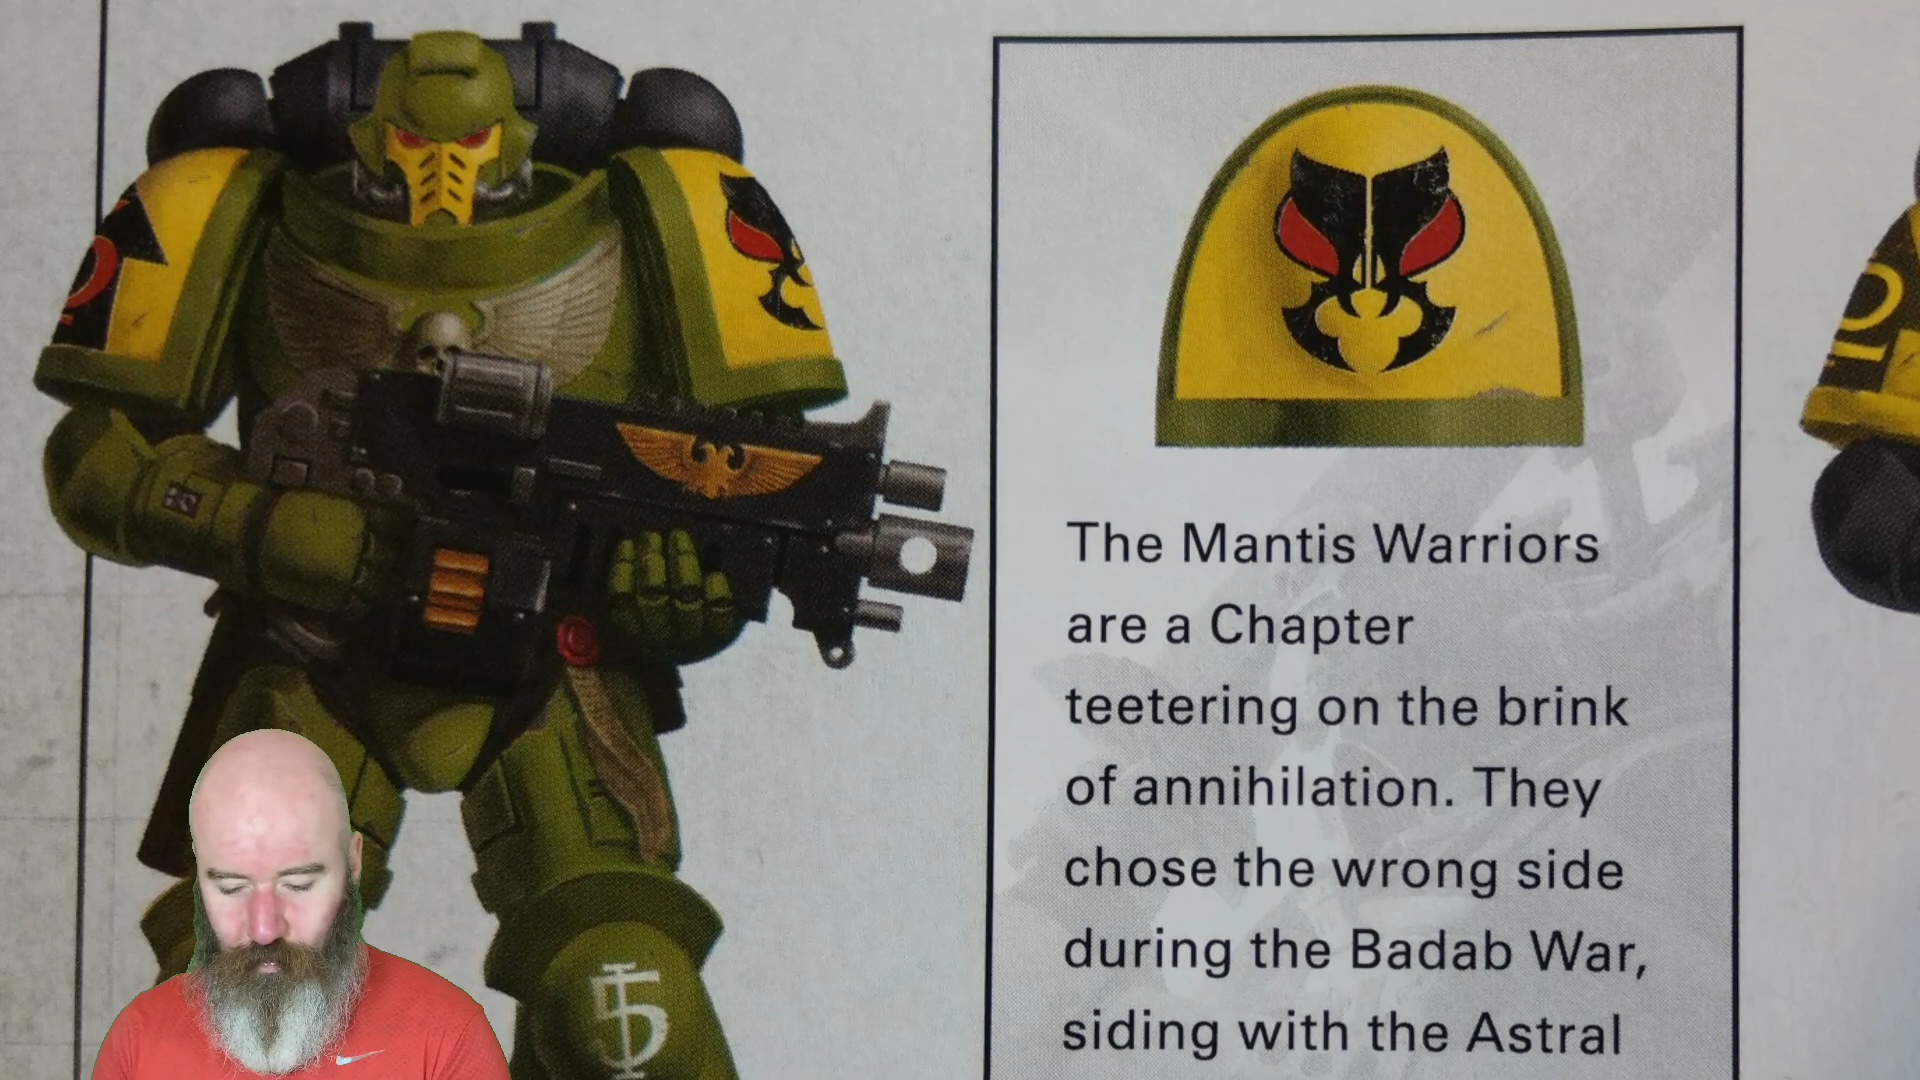 The Mantis Warriors
are a Chapter
teetering on the brink
of annihilation. They
chose the wrong side
during the Badab War,
siding with the Astral
5